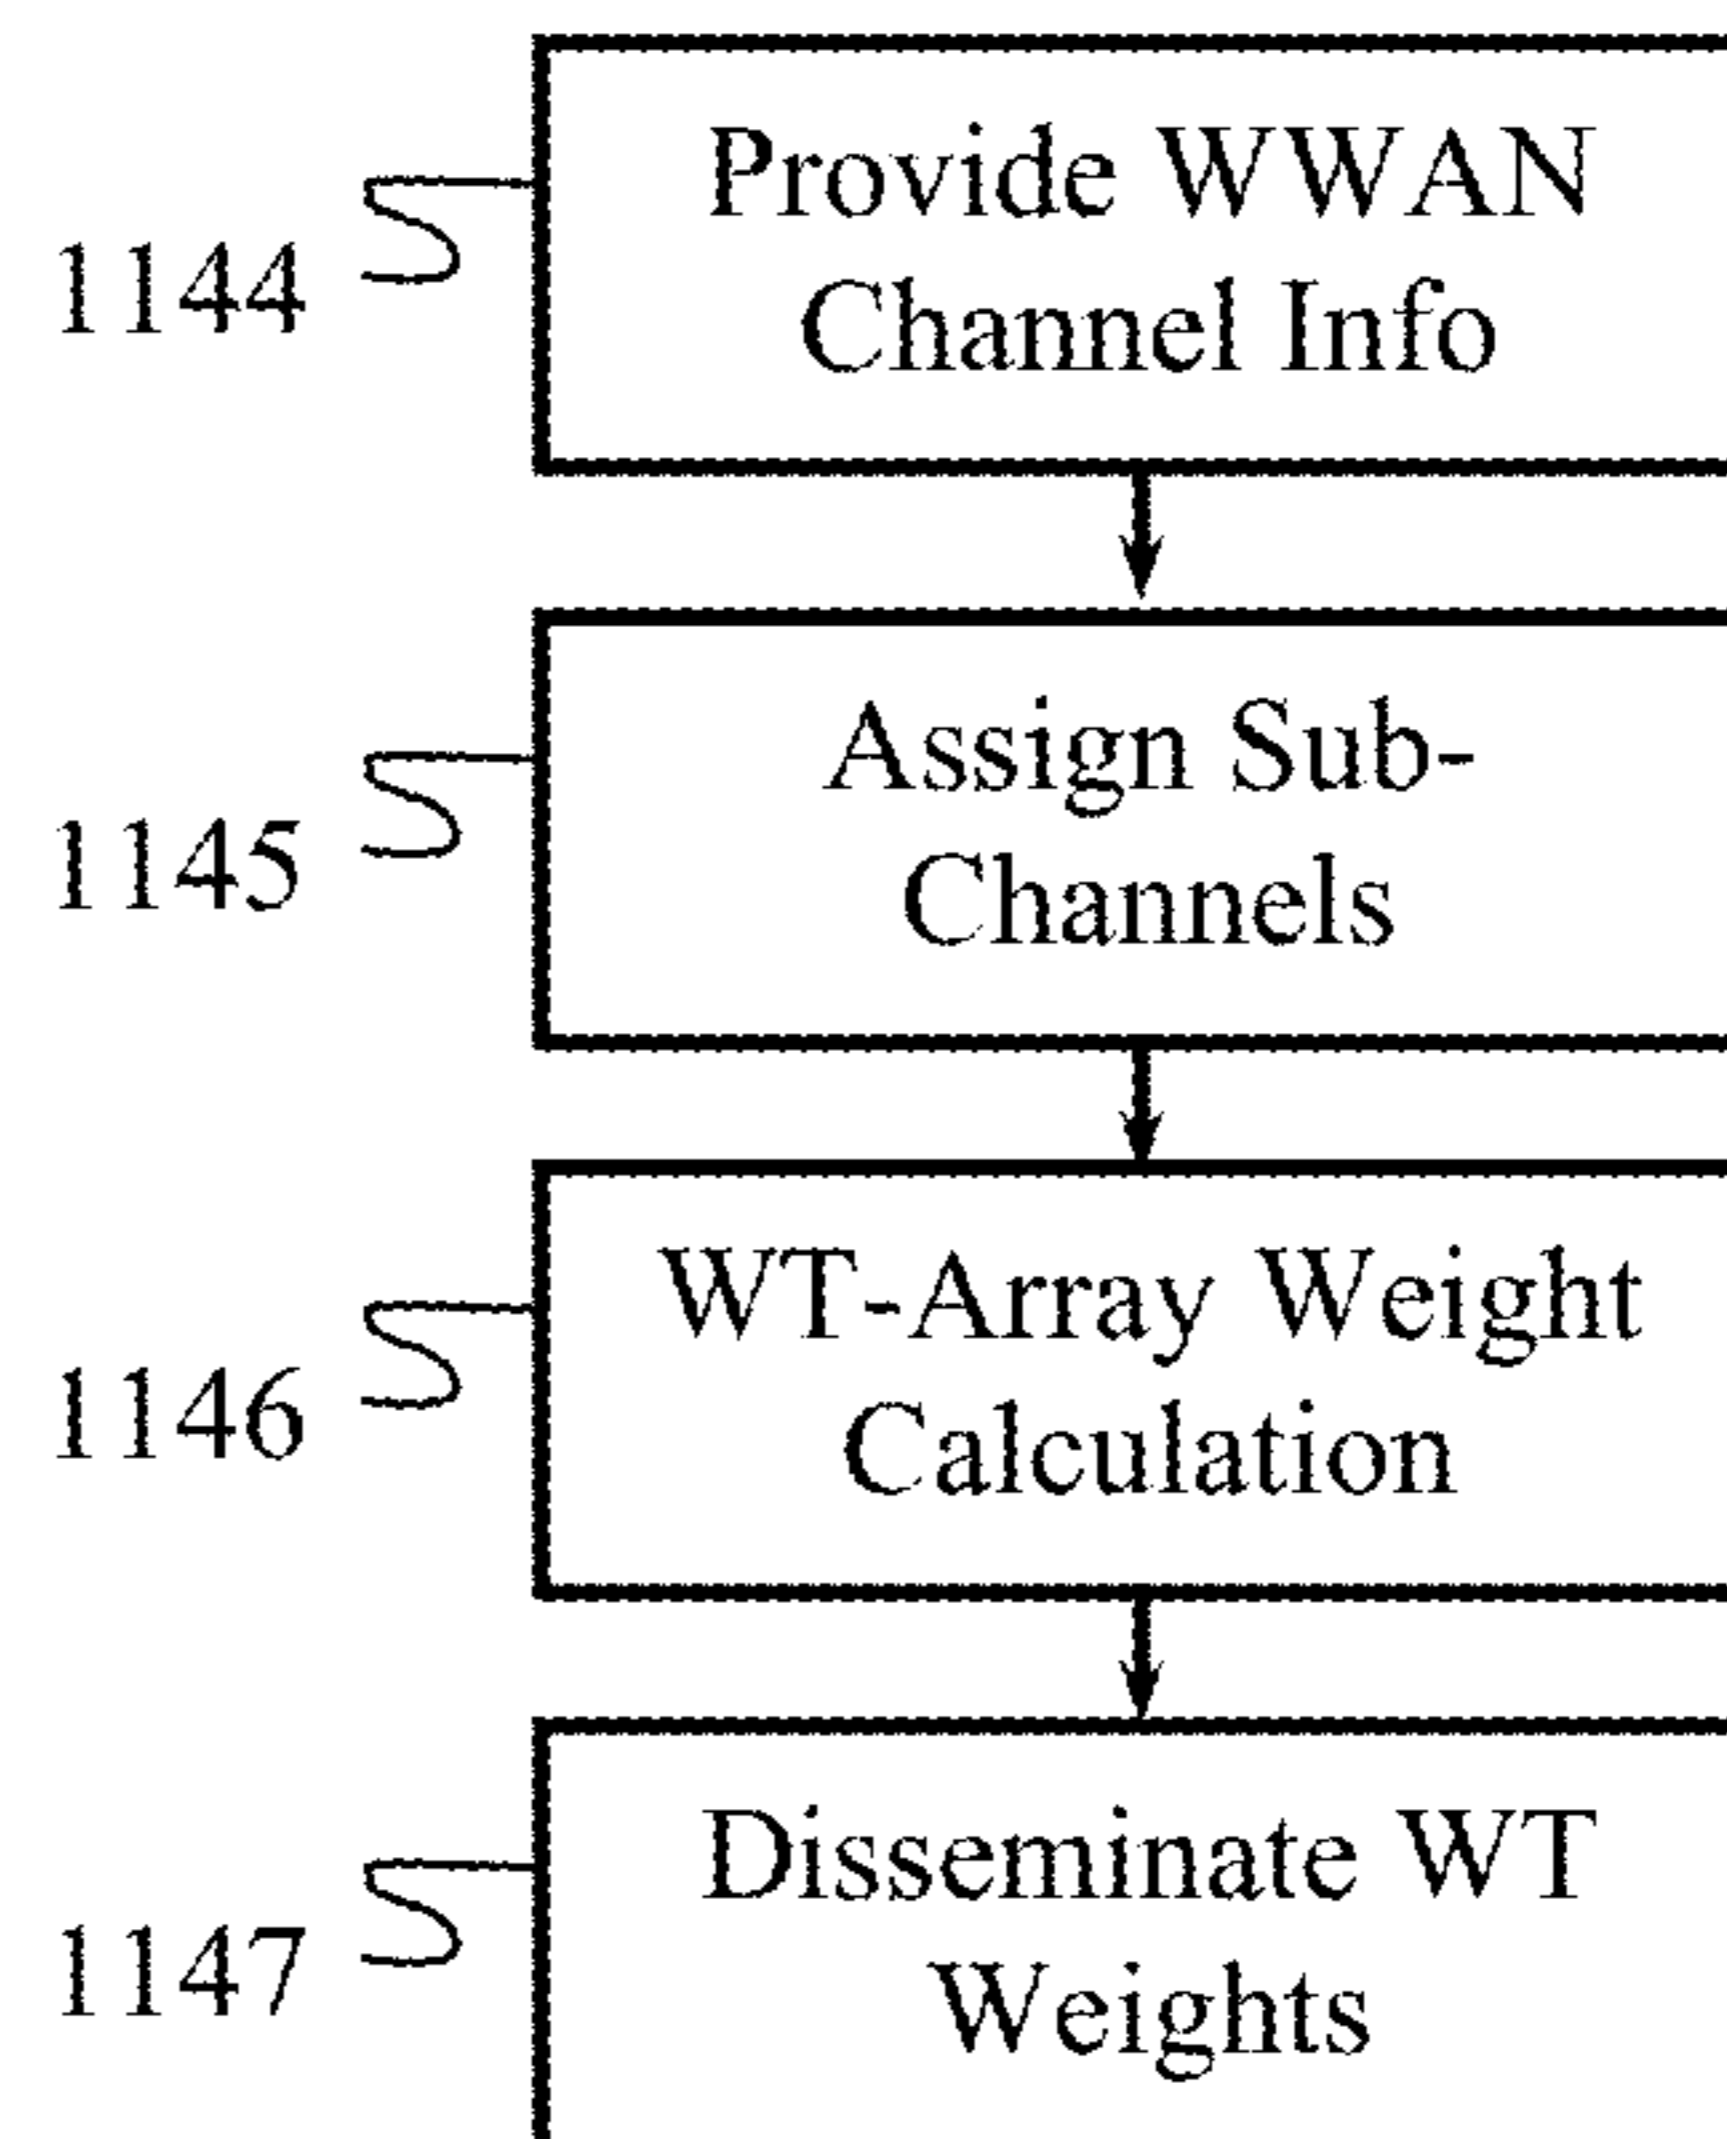 Provide WWAN
Channel Info
1144
Assign Sub-
Channels
1145
WT-Array Weight
Calculation
1146
Disseminate WT
Weights
1147